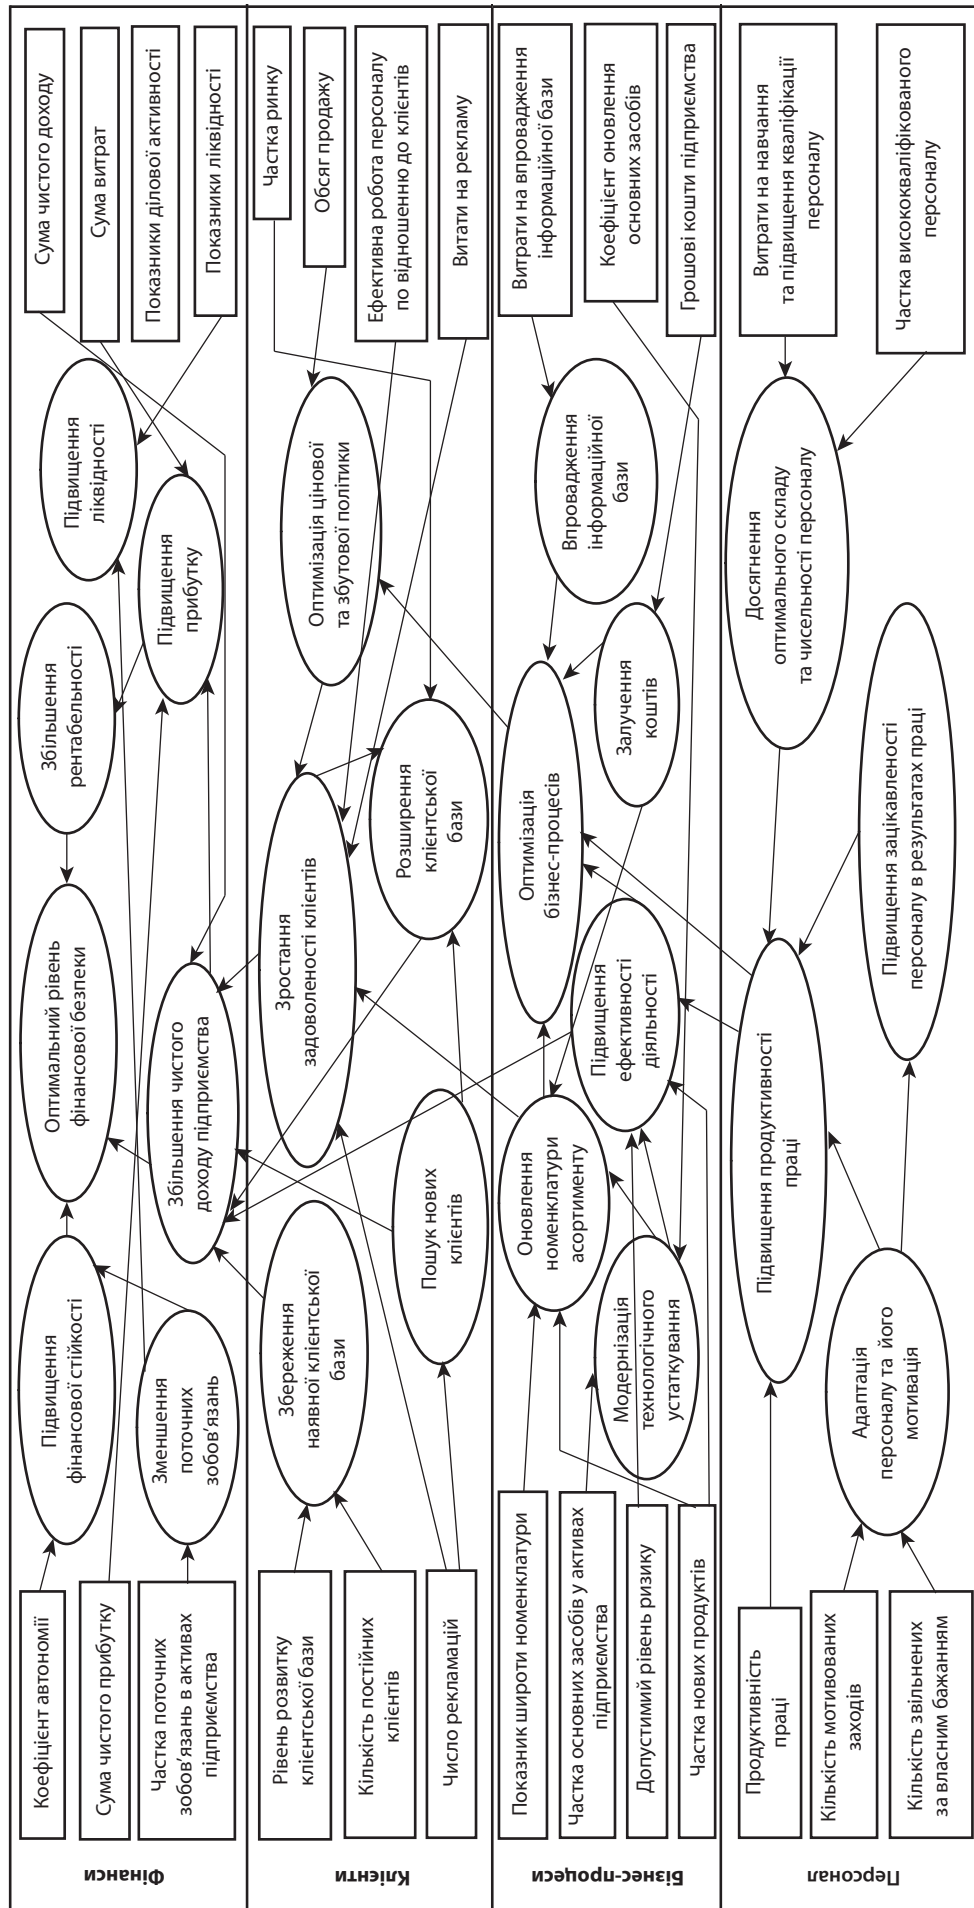 Фінанси
Коефіцієнт автономії
Сума чистого прибутку
Частка поточних
зобов'язань в активах
підприємства
Підвищення
фінансової стійкості
Зменшення
поточних
зобов'язань
Оптимальний рівень
фінансової безпеки
Збільшення чистого
доходу підприємства
Збільшення
рентабельності
Підвищення
прибутку
Підвищення
ліквідності
Сума чистого доходу
Сума витрат
Показники ділової активності
Показники ліквідності
Клієнти
Рівень розвитку
клієнтської бази
Кількість постійних
клієнтів
Число рекламацій
Збереження
наявної клієнтської
бази
Пошук нових
клієнтів
Зростання
задоволеності клієнтів
Розширення
клієнтської
бази
Оптимізація цінової
та збутової політики
Частка ринку
Обсяг продажу
Ефективна робота персоналу
по відношенню до клієнтів
Витати на рекламу
Бізнес-процеси
Показник широти номенклатури
Частка основних засобів у активах
підприємства
Допустимий рівень ризику
Частка нових продуктів
Оновлення
номенклатури
асортименту
Модернізація
технологічного
устаткування
Оптимізація
бізнес-процесів
Підвищення
ефективності
діяльності
Залучення
коштів
Впровадження
інформаційної
бази
Витрати на впровадження
інформаційної бази
Коефіцієнт оновлення
основних засобів
Грошові кошти підприємства
Персонал
Продуктивність
праці
Кількість мотивованих
заходів
Кількість звільнених
за власним бажанням
Адаптація
персоналу та його
мотивація
Підвищення продуктивності
праці
Підвищення зацікавленості
персоналу в результатах праці
Досягнення
оптимального складу
та чисельності персоналу
Витрати на навчання
та підвищення кваліфікації
персоналу
Частка висококваліфікованого
персоналу